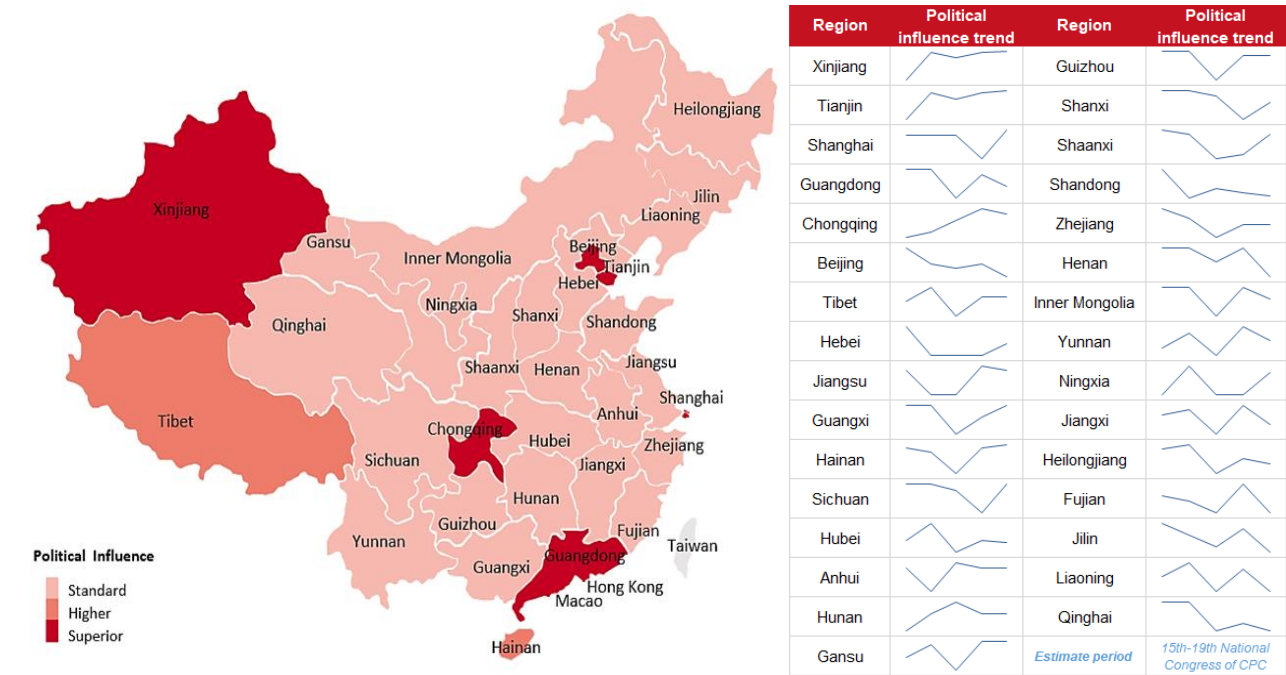 Heilongjiang
Jilin
Liaoning
Xinjiang
Gansu
Inner Mongolia
Beijing
Tianjin
Hebei
Ningxia
Shanxi
Shandong
Qinghai
Shaanxi
Henan
Jiangsu
Shanghai
Anhui
Tibet
Chongqing
Hubei
Zhejiang
Sichuan
Jiangxi
Hunan
Guizhou
Fujian
Yunnan
Taiwan
Guangxi
Guangdong
Hong Kong
Macao
Hainan
Political Influence
Standard
Higher
Superior
Region Political influence trend Region Political influence trend
Xinjiang Guizhou
Tianjin Shanxi
Shanghai Shaanxi
Guangdong Shandong
Chongqing Zhejiang
Beijing Henan
Tibet Inner Mongolia
Hebei Yunnan
Jiangsu Ningxia
Guangxi Jiangxi
Hainan Heilongjiang
Sichuan Fujian
Hubei Jilin
Anhui Liaoning
Hunan Qinghai
Gansu Estimate period 15th-19th National
Congress of CPC